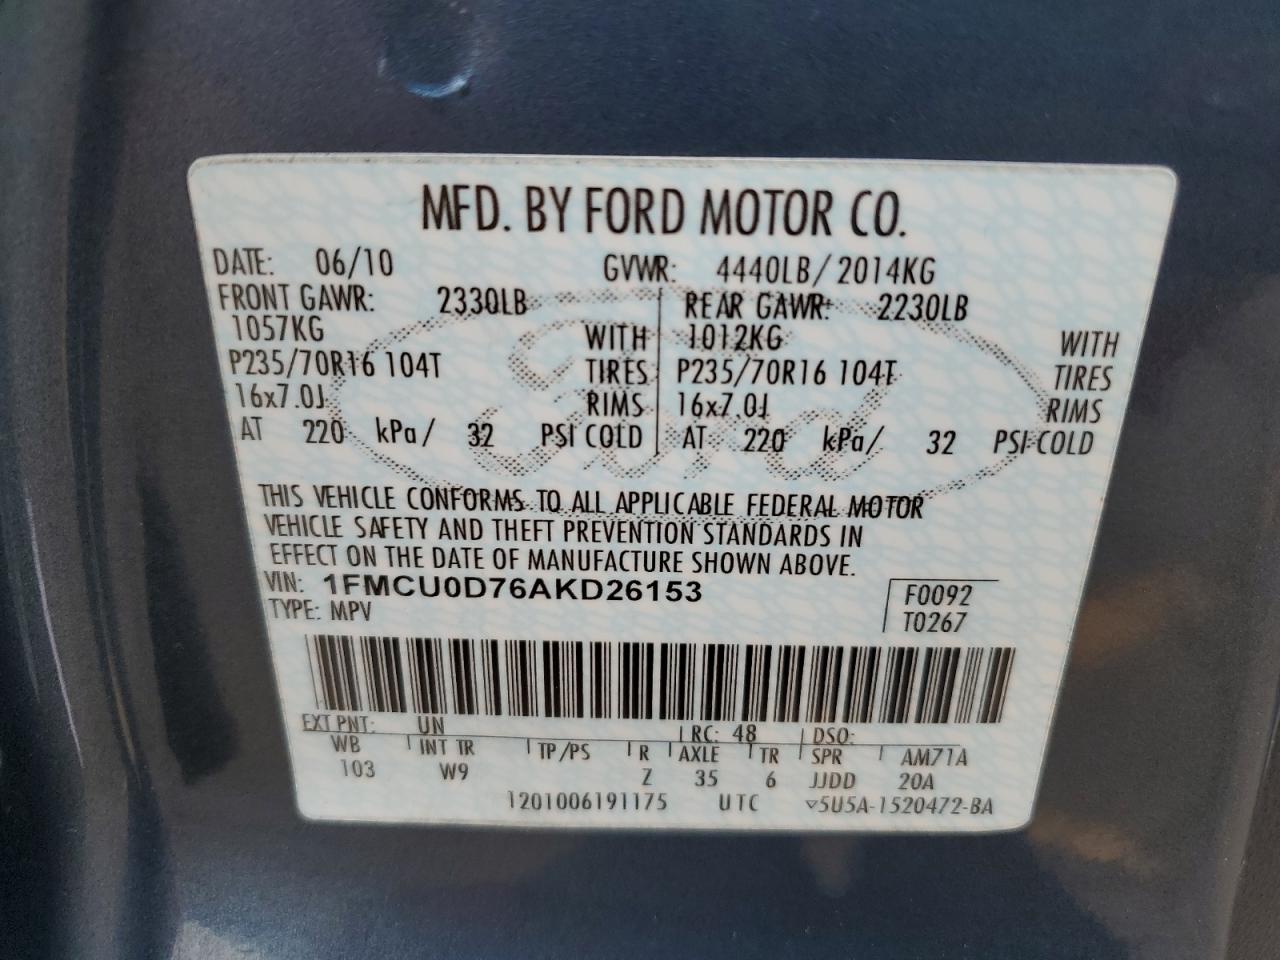 MFD. BY FORD MOTOR CO.
DATE: 06/10 GVWR: 4440LB/2014KG
FRONT GAWR: 2330LB REAR GAWR: 2230LB
1057KG WITH 1012KG WITH
P235/70R16 104T TIRES P235/70R16 104T TIRES
16x7.0J RIMS 16x7.0J RIMS
AT 220 kPa/ 32 PSI COLD AT 220 kPa/ 32 PSI COLD
Ford
THIS VEHICLE CONFORMS TO ALL APPLICABLE FEDERAL MOTOR
VEHICLE SAFETY AND THEFT PREVENTION STANDARDS IN
EFFECT ON THE DATE OF MANUFACTURE SHOWN ABOVE.
VIN: 1FMCU0D76AKD26153 F0092
TYPE: MPV T0267
EXT PNT: UN RC: 48 DSO:
WB INT TR TP/PS R AXLE TR SPR AM71A
103 W9 Z 35 6 JJDD 20A
1201006191175 UTC ▽5U5A-1520472-BA